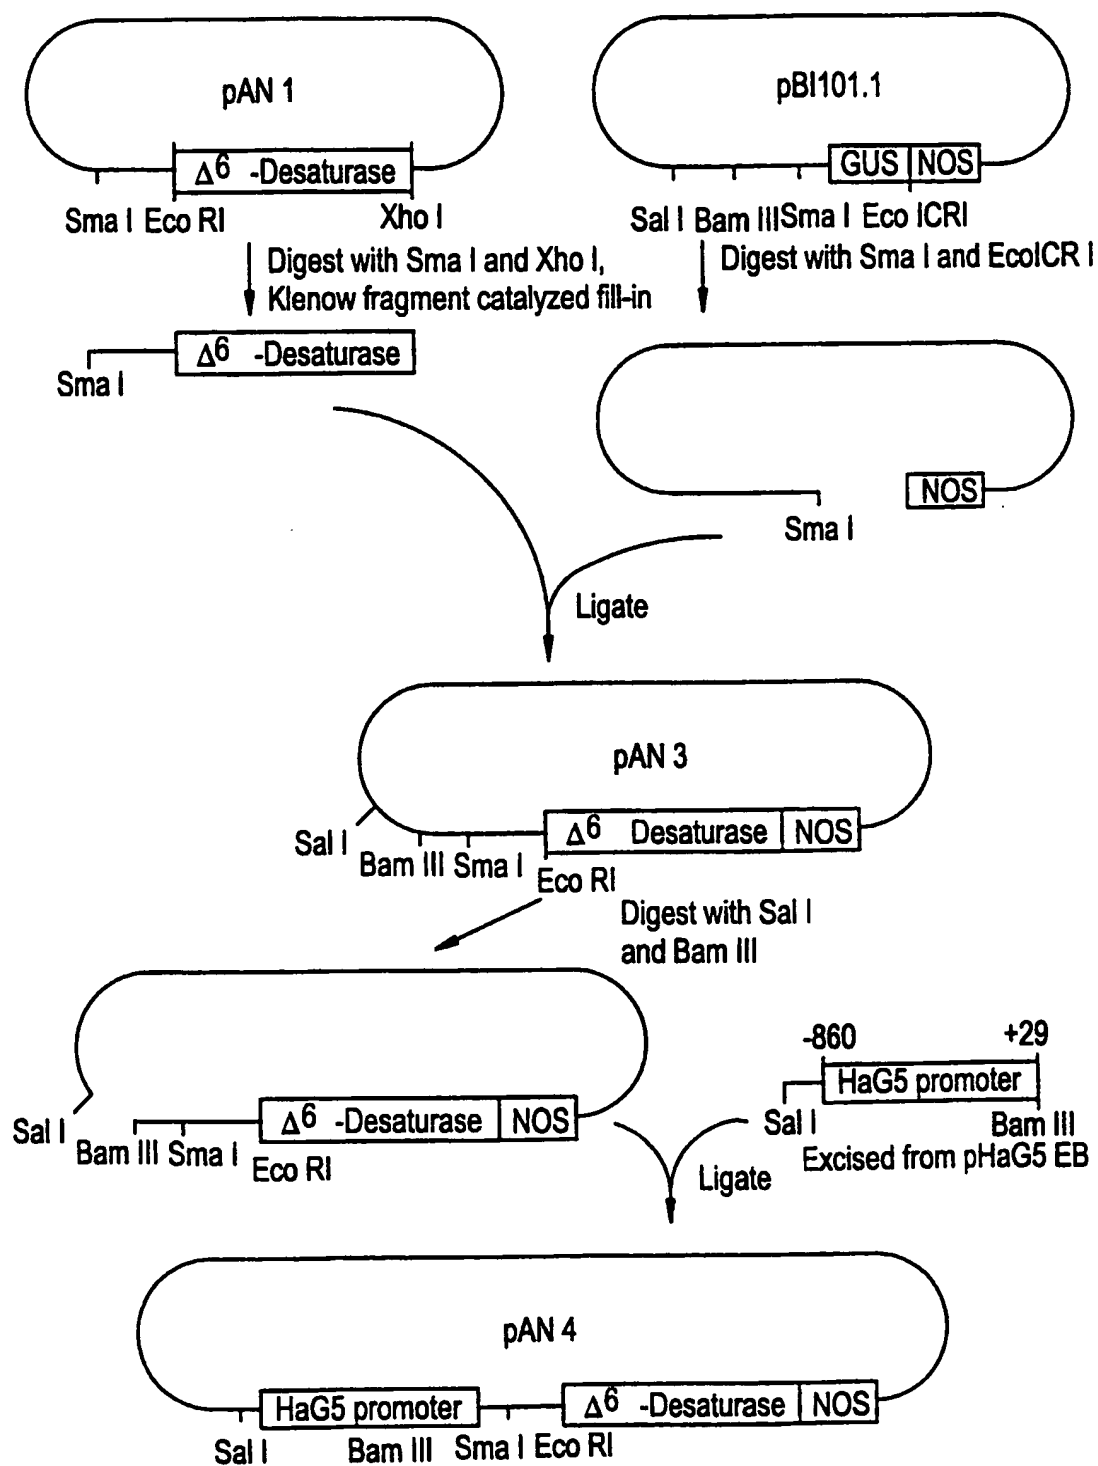 pAN 1
Δ6 -Desaturase
Sma I Eco RI
Xho I
Digest with Sma I and Xho I,
Klenow fragment catalyzed fill-in
Δ6 -Desaturase
Sma I
pBI101.1
GUS NOS
Sal I Bam III Sma I Eco ICRI
Digest with Sma I and EcoICR I
NOS
Sma I
Ligate
pAN 3
Δ6 Desaturase NOS
Sal I
Bam III Sma I
Eco RI
Digest with Sal I
and Bam III
Δ6 -Desaturase NOS
Sal I
Bam III Sma I
Eco RI
-860 +29
HaG5 promoter
Sal I
Bam III
Excised from pHaG5 EB
Ligate
pAN 4
HaG5 promoter
Δ6 -Desaturase NOS
Sal I Bam III Sma I Eco RI